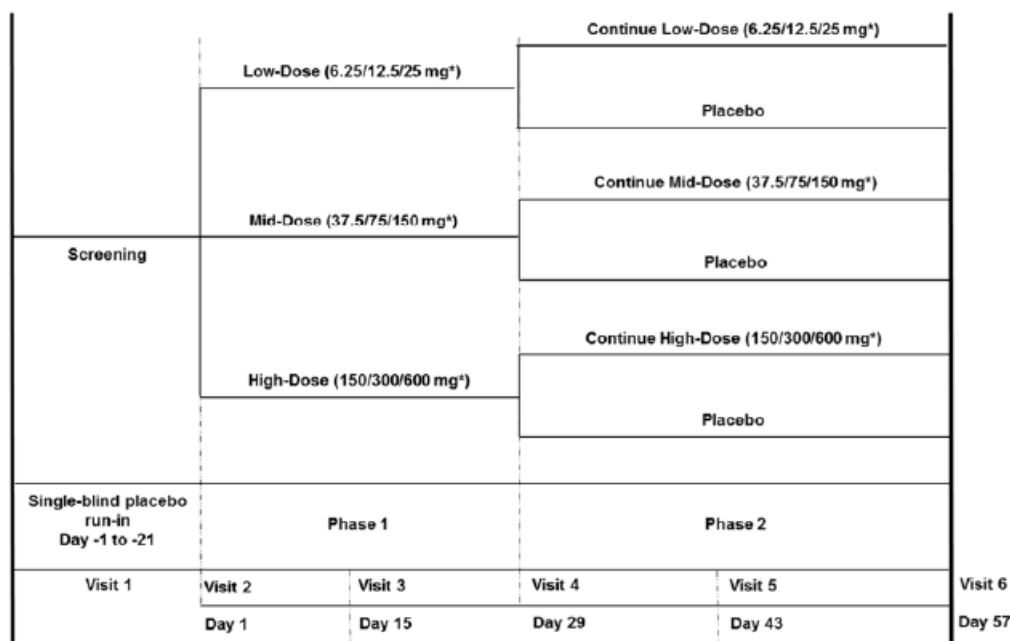 Continue Low-Dose (6.25/12.5/25 mg*)
Low-Dose (6.25/12.5/25 mg*)
Placebo
Continue Mid-Dose (37.5/75/150 mg*)
Mid-Dose (37.5/75/150 mg*)
Screening
Placebo
Continue High-Dose (150/300/600 mg*)
High-Dose (150/300/600 mg*)
Placebo
Single-blind placebo
run-in
Day -1 to -21
Phase 1
Phase 2
Visit 1
Visit 2
Visit 3
Visit 4
Visit 5
Visit 6
Day 1
Day 15
Day 29
Day 43
Day 57